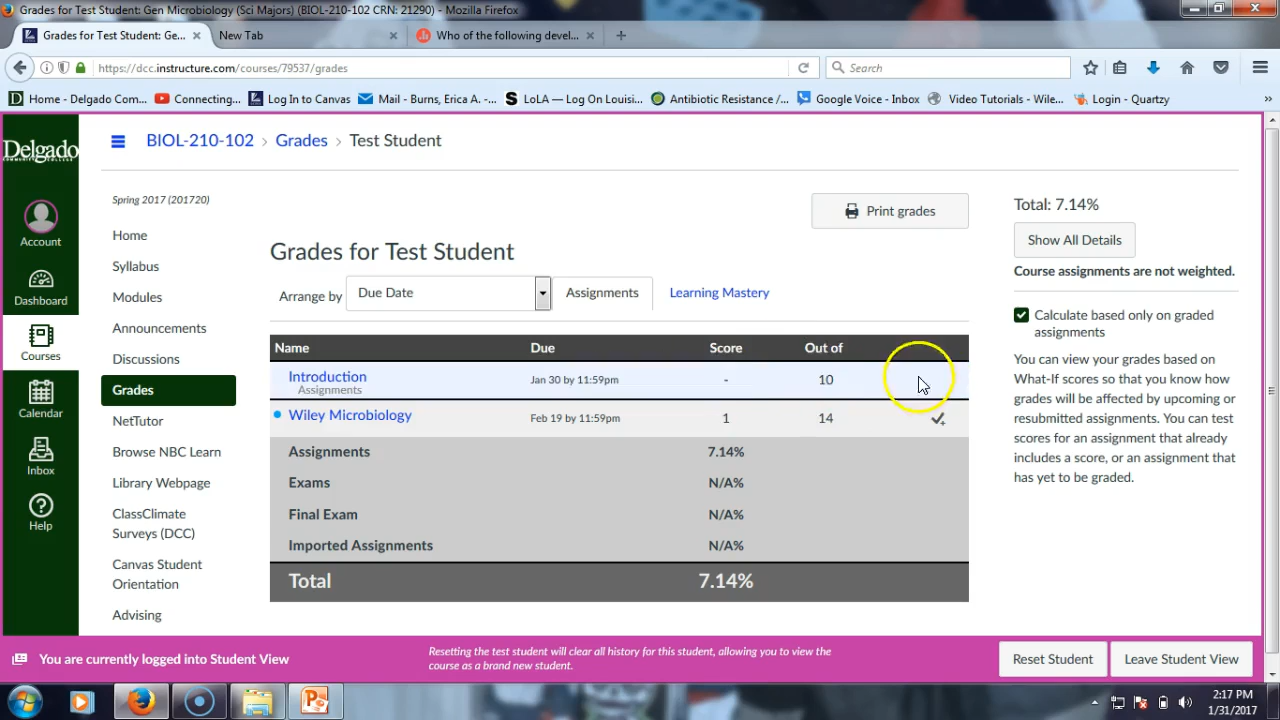 Grades for Test Student: Gen Microbiology (Sci Majors) (BIOL-210-102 CRN: 21290) - Mozilla Firefox
Grades for Test Student: Ge... ×
New Tab ×
Who of the following devel... ×
https://dcc.instructure.com/courses/79537/grades
Search
Home - Delgado Com...
Connecting...
Log In to Canvas
Mail - Burns, Erica A. -...
LoLA — Log On Louisi...
Antibiotic Resistance /...
Google Voice - Inbox
Video Tutorials - Wile...
Login - Quartzy
Delgado
COMMUNITY COLLEGE
Account
Dashboard
Courses
Calendar
Inbox
Help
BIOL-210-102 › Grades › Test Student
Spring 2017 (201720)
Home
Syllabus
Modules
Announcements
Discussions
Grades
NetTutor
Browse NBC Learn
Library Webpage
ClassClimate
Surveys (DCC)
Canvas Student
Orientation
Advising
Print grades
Grades for Test Student
Arrange by Due Date Assignments Learning Mastery
Name Due Score Out of
Introduction Jan 30 by 11:59pm - 10
Assignments
Wiley Microbiology Feb 19 by 11:59pm 1 14
Assignments 7.14%
Exams N/A%
Final Exam N/A%
Imported Assignments N/A%
Total 7.14%
Total: 7.14%
Show All Details
Course assignments are not weighted.
Calculate based only on graded
assignments
You can view your grades based on
What-If scores so that you know how
grades will be affected by upcoming or
resubmitted assignments. You can test
scores for an assignment that already
includes a score, or an assignment that
has yet to be graded.
You are currently logged into Student View
Resetting the test student will clear all history for this student, allowing you to view the
course as a brand new student.
Reset Student
Leave Student View
2:17 PM
1/31/2017